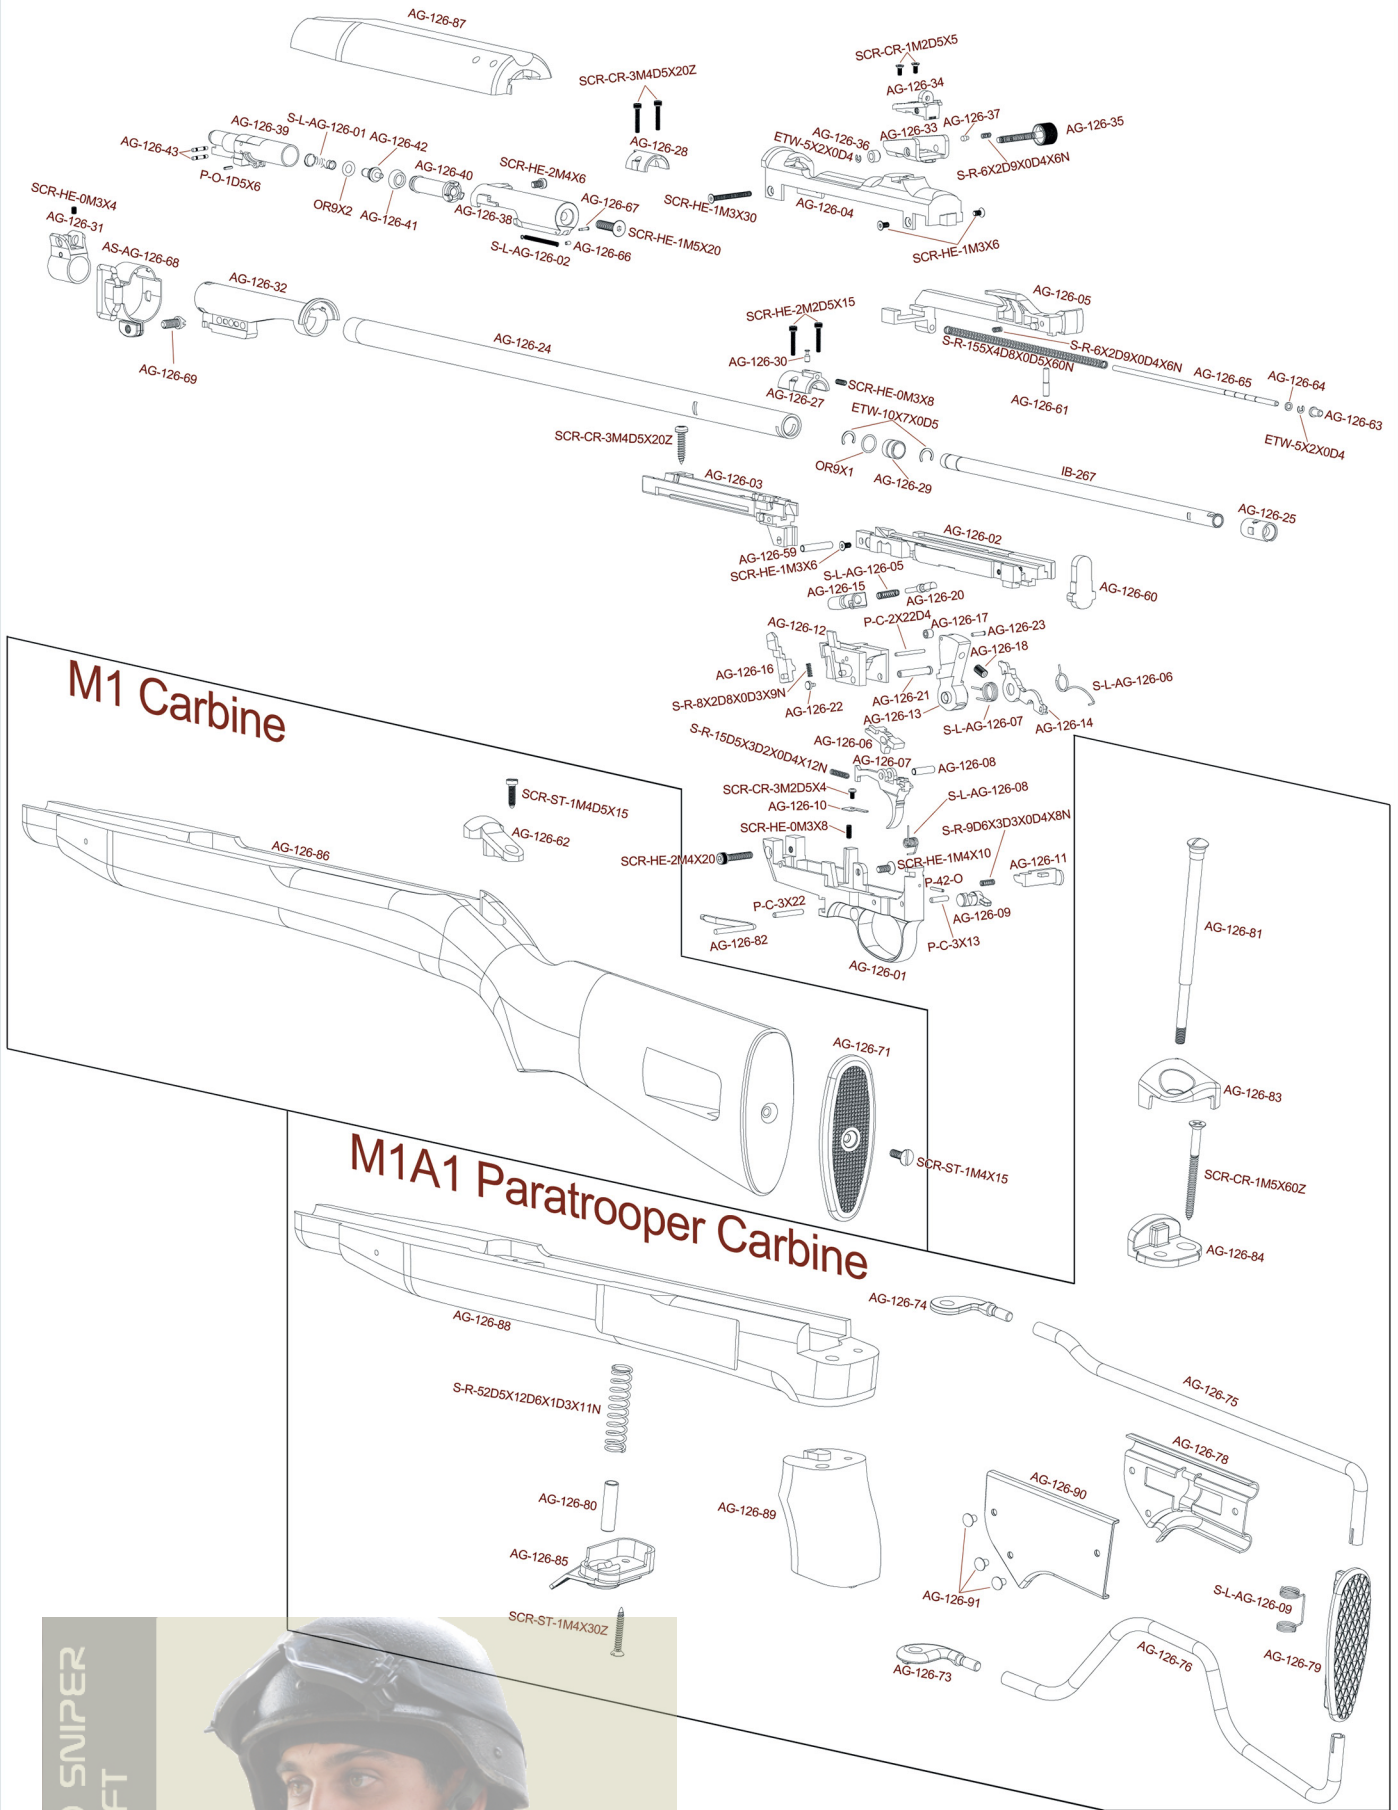 AG-126-87
SCR-CR-3M4D5X20Z
SCR-CR-1M2D5X5
AG-126-34
S-L-AG-126-01
AG-126-39
AG-126-42
AG-126-43
P-O-1D5X6
AG-126-40
OR9X2
AG-126-41
AG-126-28
SCR-HE-2M4X6
AG-126-67
AG-126-38
SCR-HE-1M5X20
S-L-AG-126-02
AG-126-66
AG-126-36
AG-126-33
AG-126-37
AG-126-35
ETW-5X2X0D4
S-R-6X2D9X0D4X6N
SCR-HE-1M3X30
AG-126-04
SCR-HE-1M3X6
SCR-HE-0M3X4
AG-126-31
AS-AG-126-68
AG-126-32
AG-126-69
AG-126-24
SCR-HE-2M2D5X15
AG-126-30
AG-126-27
SCR-HE-0M3X8
AG-126-05
S-R-6X2D9X0D4X6N
S-R-155X4D8X0D5X60N
AG-126-61
AG-126-65
AG-126-64
AG-126-63
ETW-5X2X0D4
ETW-10X7X0D5
OR9X1
AG-126-29
IB-267
AG-126-25
SCR-CR-3M4D5X20Z
AG-126-03
AG-126-59
SCR-HE-1M3X6
AG-126-02
AG-126-60
S-L-AG-126-05
AG-126-15
AG-126-20
P-C-2X22D4
AG-126-17
AG-126-23
AG-126-12
AG-126-18
AG-126-16
S-L-AG-126-06
S-R-8X2D8X0D3X9N
AG-126-22
AG-126-21
AG-126-13
S-L-AG-126-07
AG-126-14
AG-126-06
S-R-15D5X3D2X0D4X12N
AG-126-07
AG-126-08
SCR-CR-3M2D5X4
AG-126-10
S-L-AG-126-08
SCR-HE-0M3X8
S-R-9D6X3D3X0D4X8N
SCR-HE-2M4X20
SCR-HE-1M4X10
AG-126-11
P-42-O
P-C-3X22
AG-126-09
AG-126-82
P-C-3X13
AG-126-01
M1 Carbine
SCR-ST-1M4D5X15
AG-126-62
AG-126-86
AG-126-71
SCR-ST-1M4X15
M1A1 Paratrooper Carbine
AG-126-81
AG-126-83
SCR-CR-1M5X60Z
AG-126-84
AG-126-74
AG-126-88
AG-126-75
S-R-52D5X12D6X1D3X11N
AG-126-78
AG-126-90
AG-126-80
AG-126-89
AG-126-85
AG-126-91
S-L-AG-126-09
SCR-ST-1M4X30Z
AG-126-73
AG-126-76
AG-126-79
SNIPER